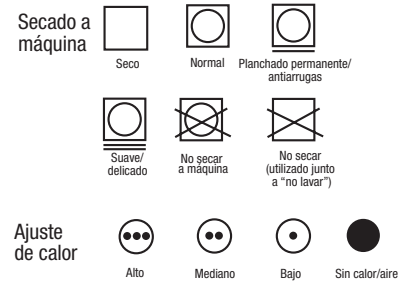 Secado a
máquina
Seco
Normal
Planchado permanente/
antiarrugas
Suave/
delicado
No secar
a máquina
No secar
(utilizado junto
a “no lavar”)
Ajuste
de calor
Alto
Mediano
Bajo
Sin calor/aire